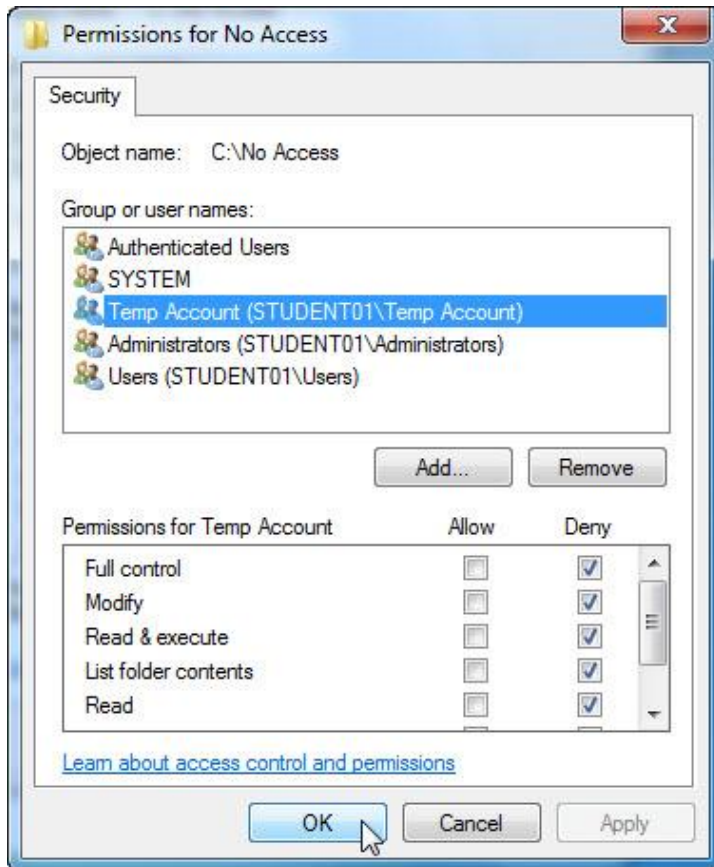 Permissions for No Access
Security
Object name: C:\No Access
Group or user names:
Authenticated Users
SYSTEM
Temp Account (STUDENT01\Temp Account)
Administrators (STUDENT01\Administrators)
Users (STUDENT01\Users)
Add... Remove
Permissions for Temp Account Allow Deny
Full control
Modify
Read & execute
List folder contents
Read
Learn about access control and permissions
OK Cancel Apply